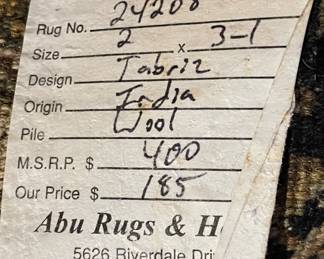 Rug No. 24200
Size 2 x 3-1
Design Tabriz
Origin India
Pile Wool
M.S.R.P. $ 400
Our Price $ 185
Abu Rugs & H
5626 Riverdale Dri